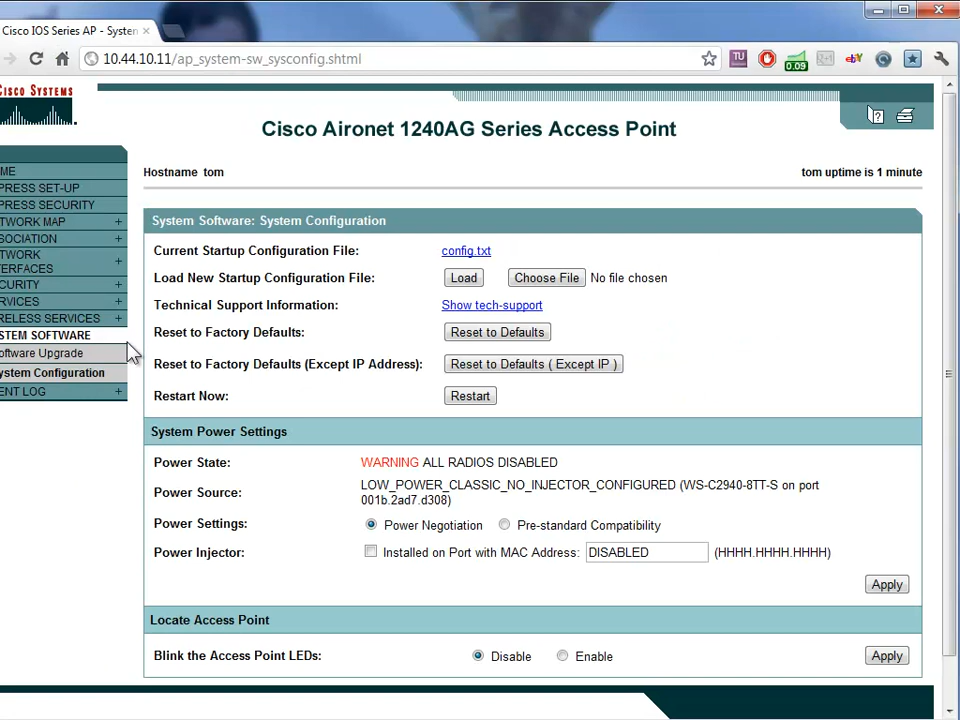 Cisco IOS Series AP - System
10.44.10.11/ap_system-sw_sysconfig.shtml
TU
0.09
ebY
CISCO SYSTEMS
Cisco Aironet 1240AG Series Access Point
Hostname tom
tom uptime is 1 minute
ME
PRESS SET-UP
PRESS SECURITY
TWORK MAP +
SOCIATION +
TWORK
ERFACES +
CURITY +
RVICES +
RELESS SERVICES +
STEM SOFTWARE
oftware Upgrade
ystem Configuration
ENT LOG +
System Software: System Configuration
Current Startup Configuration File: config.txt
Load New Startup Configuration File: Load Choose File No file chosen
Technical Support Information: Show tech-support
Reset to Factory Defaults: Reset to Defaults
Reset to Factory Defaults (Except IP Address): Reset to Defaults ( Except IP )
Restart Now: Restart
System Power Settings
Power State: WARNING ALL RADIOS DISABLED
Power Source: LOW_POWER_CLASSIC_NO_INJECTOR_CONFIGURED (WS-C2940-8TT-S on port
001b.2ad7.d308)
Power Settings: Power Negotiation Pre-standard Compatibility
Power Injector: Installed on Port with MAC Address: DISABLED (HHHH.HHHH.HHHH)
Apply
Locate Access Point
Blink the Access Point LEDs: Disable Enable Apply